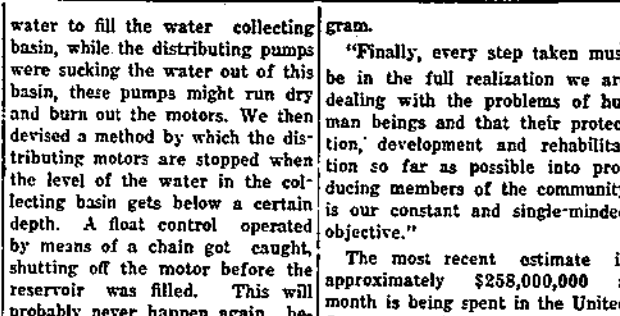 water to fill the water collecting
basin, while the distributing pumps
were sucking the water out of this
basin, these pumps might run dry
and burn out the motors. We then
devised a method by which the dis-
tributing motors are stopped when
the level of the water in the col-
lecting basin gets below a certain
depth. A float control operated
by means of a chain got caught,
shutting off the motor before the
reservoir was filled. This will
probably never happen again, be-
gram.
"Finally, every step taken mus
be in the full realization we ar
dealing with the problems of hu
man beings and that their protec
tion, development and rehabilita
tion so far as possible into pro
ducing members of the community
is our constant and single-minded
objective."
The most recent estimate i
approximately $258,000,000 a
month is being spent in the United